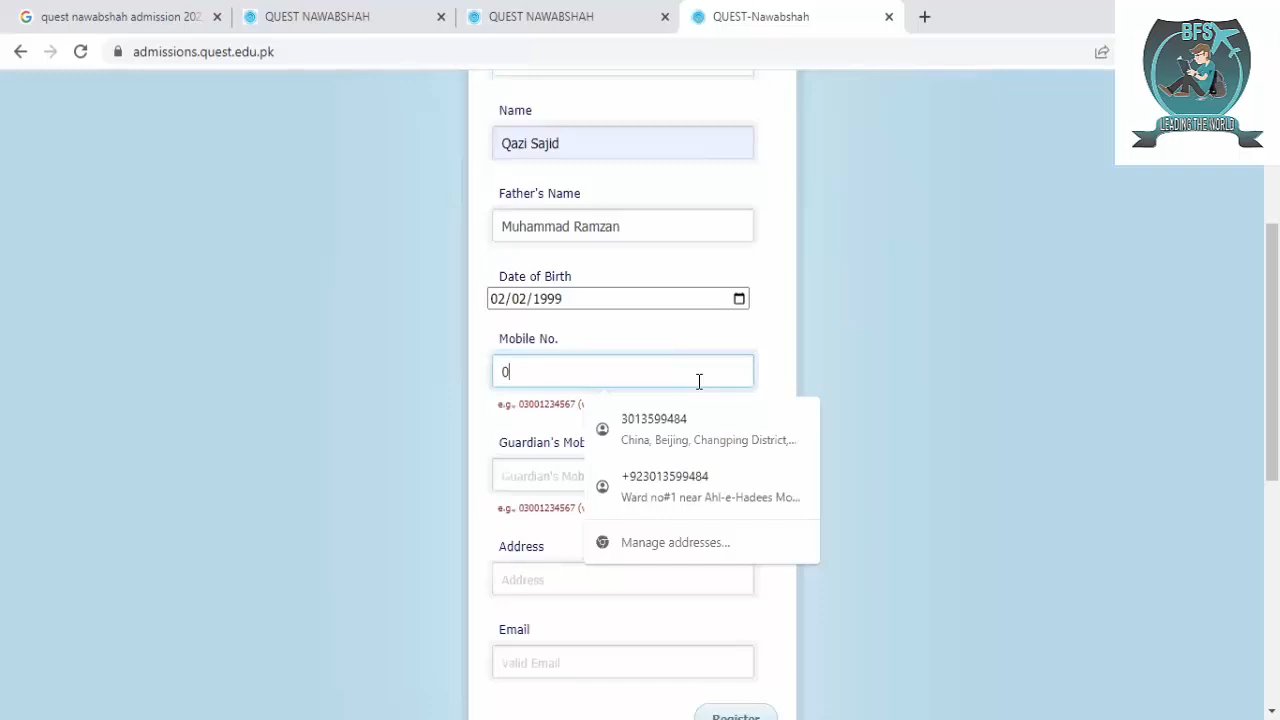 quest nawabshah admission 202
QUEST NAWABSHAH
QUEST NAWABSHAH
QUEST-Nawabshah
admissions.quest.edu.pk
BFS
LEADING THE WORLD
Name
Qazi Sajid
Father's Name
Muhammad Ramzan
Date of Birth
02/02/1999
Mobile No.
0
e.g., 03001234567 (
3013599484
China, Beijing, Changping District,...
Guardian's Mob
+923013599484
Guardian's Mob
Ward no#1 near Ahl-e-Hadees Mo...
e.g., 03001234567 (
Manage addresses...
Address
Address
Email
Valid Email
Register